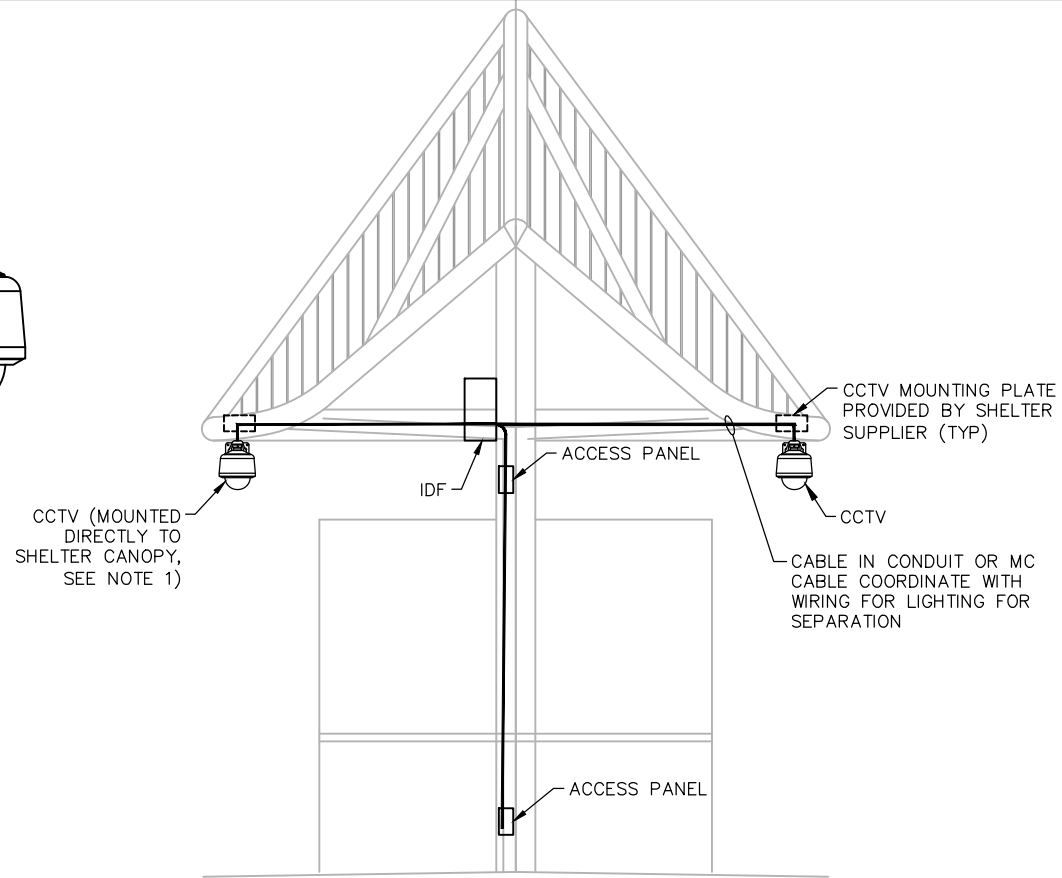 CCTV MOUNTING PLATE
PROVIDED BY SHELTER
SUPPLIER (TYP)
ACCESS PANEL
IDF
CCTV (MOUNTED
DIRECTLY TO
SHELTER CANOPY,
SEE NOTE 1)
CCTV
CABLE IN CONDUIT OR MC
CABLE COORDINATE WITH
WIRING FOR LIGHTING FOR
SEPARATION
ACCESS PANEL